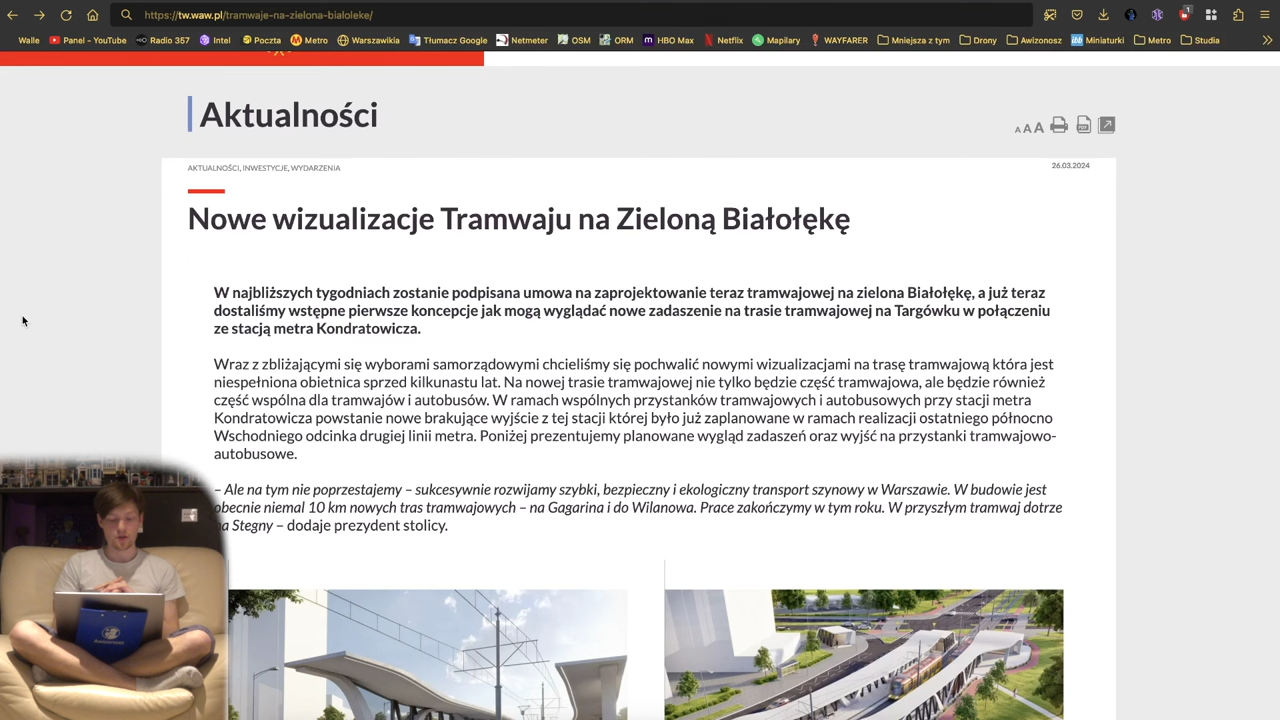 https://tw.waw.pl/tramwaje-na-zielona-bialoleke/
Walle Panel - YouTube Radio 357 Intel Poczta Metro Warszawikia Tłumacz Google Netmeter OSM ORM HBO Max Netflix Mapilary WAYFARER Mniejsza z tym Drony Awizonosz Miniaturki Metro Studia
Aktualności
A A A
AKTUALNOŚCI, INWESTYCJE, WYDARZENIA
26.03.2024
Nowe wizualizacje Tramwaju na Zieloną Białołękę
W najbliższych tygodniach zostanie podpisana umowa na zaprojektowanie teraz tramwajowej na zielona Białołękę, a już teraz
dostaliśmy wstępne pierwsze koncepcje jak mogą wyglądać nowe zadaszenie na trasie tramwajowej na Targówku w połączeniu
ze stacją metra Kondratowicza.
Wraz z zbliżającymi się wyborami samorządowymi chcieliśmy się pochwalić nowymi wizualizacjami na trasę tramwajową która jest
niespełniona obietnica sprzed kilkunastu lat. Na nowej trasie tramwajowej nie tylko będzie część tramwajowa, ale będzie również
część wspólna dla tramwajów i autobusów. W ramach wspólnych przystanków tramwajowych i autobusowych przy stacji metra
Kondratowicza powstanie nowe brakujące wyjście z tej stacji której było już zaplanowane w ramach realizacji ostatniego północno
Wschodniego odcinka drugiej linii metra. Poniżej prezentujemy planowane wygląd zadaszeń oraz wyjść na przystanki tramwajowo-
autobusowe.
– Ale na tym nie poprzestajemy – sukcesywnie rozwijamy szybki, bezpieczny i ekologiczny transport szynowy w Warszawie. W budowie jest
obecnie niemal 10 km nowych tras tramwajowych – na Gagarina i do Wilanowa. Prace zakończymy w tym roku. W przyszłym tramwaj dotrze
na Stegny – dodaje prezydent stolicy.